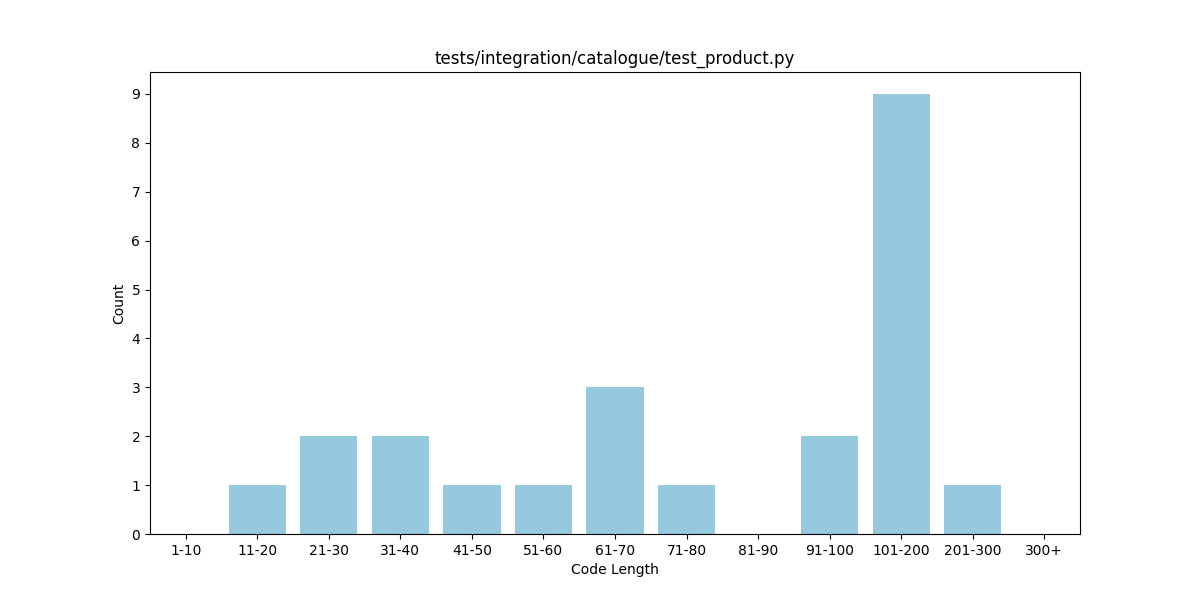 tests/integration/catalogue/test_product.py
9
8
7
6
5
4
3
2
1
0
Count
1-10 11-20 21-30 31-40 41-50 51-60 61-70 71-80 81-90 91-100 101-200 201-300 300+
Code Length